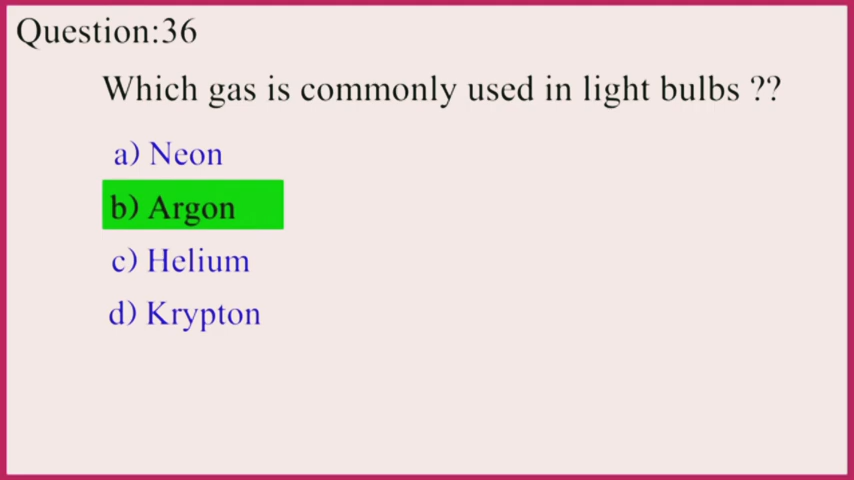 Question:36
Which gas is commonly used in light bulbs ??
a) Neon
b) Argon
c) Helium
d) Krypton